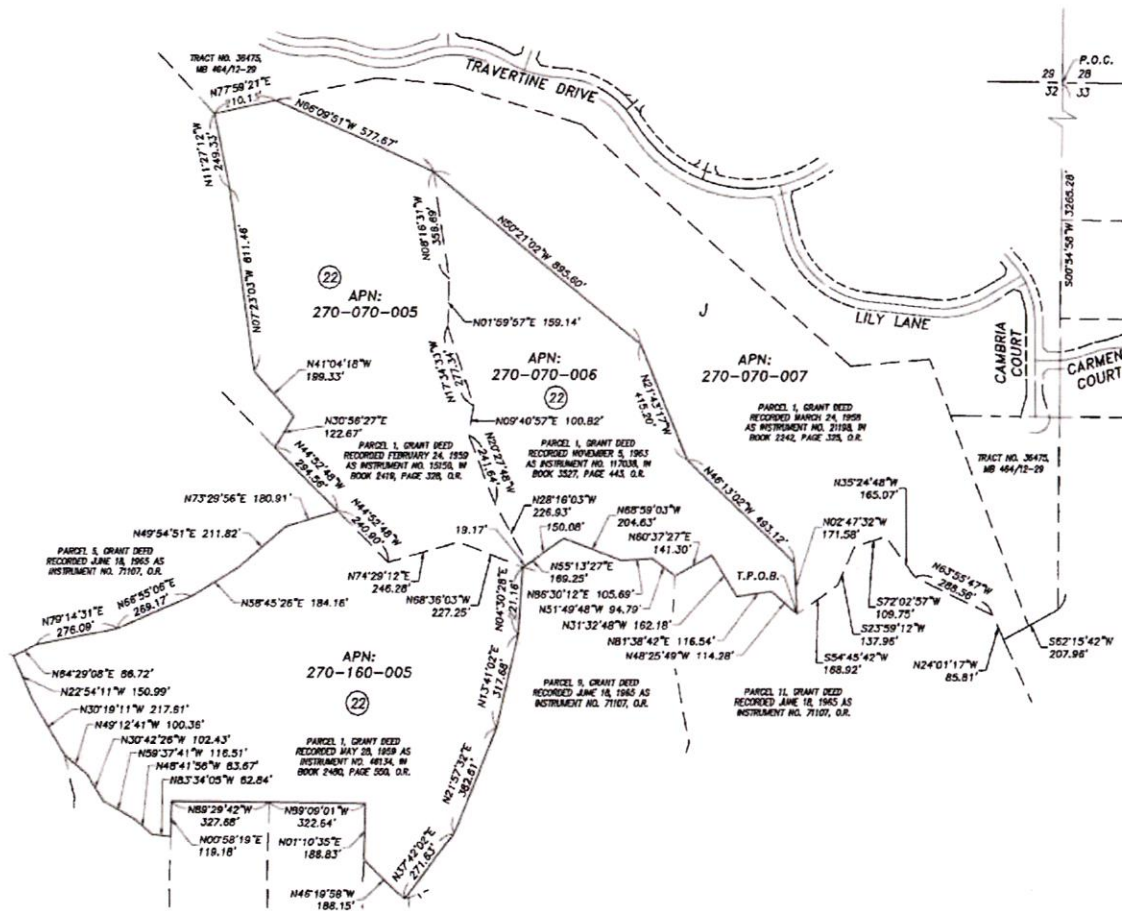 TRACT NO. 36475,
MB 464/12-29
N77°59'21"E
TRAVERTINE DRIVE
P.O.C.
29 28
32 33
N66°09'51"W 577.67'
N11°27'12"W
249.33'
S00°54'58"W 3265.28'
N08°16'31"W
358.69'
N50°21'02"W 895.60'
N07°23'03"W 611.46'
22
APN:
270-070-005
N01°59'57"E 159.14'
J
LILY LANE
CAMBRIA
COURT
CARMEN
COURT
N41°04'18"W
199.33'
N17°34'33"W
277.34'
APN:
270-070-006
22
APN:
270-070-007
N21°43'17"W
415.20'
N30°56'27"E
122.67'
N09°40'57"E 100.82'
PARCEL 1, GRANT DEED
RECORDED MARCH 24, 1958
AS INSTRUMENT NO. 21198, IN
BOOK 2242, PAGE 325, O.R.
N44°52'48"W
294.56'
PARCEL 1, GRANT DEED
RECORDED FEBRUARY 24, 1959
AS INSTRUMENT NO. 15150, IN
BOOK 2419, PAGE 328, O.R.
N20°27'48"W
241.64'
PARCEL 1, GRANT DEED
RECORDED NOVEMBER 5, 1963
AS INSTRUMENT NO. 117038, IN
BOOK 3527, PAGE 443, O.R.
N46°13'02"W 493.12'
TRACT NO. 36475,
MB 464/12-29
N73°29'56"E 180.91'
N44°52'48"W
240.90'
N28°16'03"W
226.93'
N68°59'03"W
204.63'
N35°24'48"W
165.07'
N49°54'51"E 211.82'
19.17'
150.08'
N60°37'27"E
141.30'
N02°47'32"W
171.58'
PARCEL 5, GRANT DEED
RECORDED JUNE 18, 1965 AS
INSTRUMENT NO. 71107, O.R.
N74°29'12"E
246.28'
N55°13'27"E
169.25'
T.P.O.B.
N63°55'47"W
288.56'
N66°55'06"E
269.17'
N58°45'26"E 184.16'
N68°36'03"W
227.25'
N04°30'28"E
221.16'
N86°30'12"E 105.69'
N51°49'48"W 94.79'
N31°32'48"W 162.18'
S72°02'57"W
109.75'
N79°14'31"E
276.09'
N81°38'42"E 116.54'
S23°59'12"W
137.96'
S62°15'42"W
207.96'
N48°25'49"W 114.28'
S54°45'42"W
168.92'
N24°01'17"W
85.81'
N64°29'08"E 86.72'
APN:
270-160-005
22
N13°41'02"E
317.68'
PARCEL 9, GRANT DEED
RECORDED JUNE 18, 1965 AS
INSTRUMENT NO. 71107, O.R.
PARCEL 11, GRANT DEED
RECORDED JUNE 18, 1965 AS
INSTRUMENT NO. 71107, O.R.
N22°54'11"W 150.99'
N30°19'11"W 217.61'
N49°12'41"W 100.36'
N30°42'26"W 102.43'
N59°37'41"W 116.51'
N48°41'56"W 83.67'
N83°34'05"W 62.84'
PARCEL 1, GRANT DEED
RECORDED MAY 28, 1959 AS
INSTRUMENT NO. 46134, IN
BOOK 2480, PAGE 550, O.R.
N21°57'32"E
382.61'
N89°29'42"W
327.68'
N89°09'01"W
322.64'
N00°58'19"E
119.18'
N01°10'35"E
188.83'
N37°42'02"E
271.63'
N46°19'58"W
188.15'